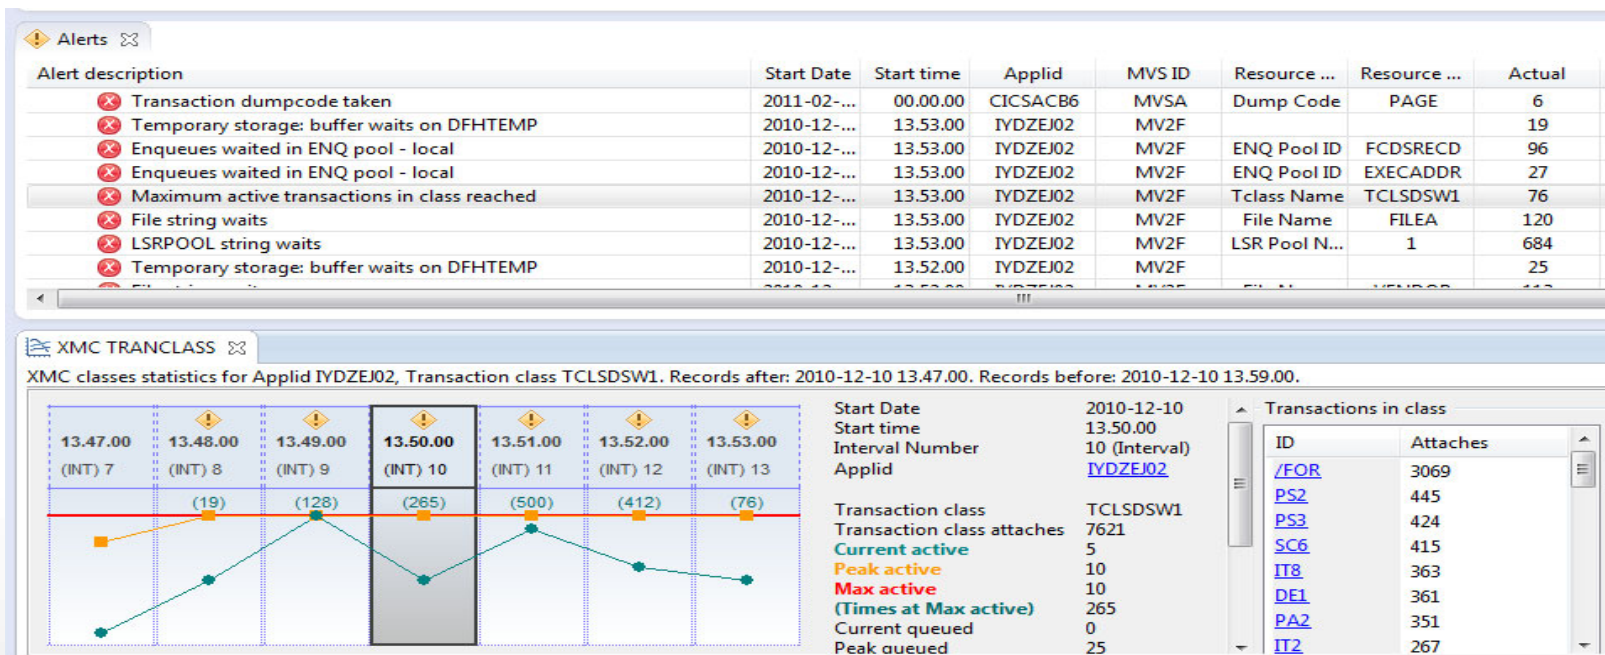 Alerts
Alert description Start Date Start time Applid MVS ID Resource ... Resource ... Actual
Transaction dumpcode taken 2011-02-... 00.00.00 CICSACB6 MVSA Dump Code PAGE 6
Temporary storage: buffer waits on DFHTEMP 2010-12-... 13.53.00 IYDZEJ02 MV2F 19
Enqueues waited in ENQ pool - local 2010-12-... 13.53.00 IYDZEJ02 MV2F ENQ Pool ID FCDSRECD 96
Enqueues waited in ENQ pool - local 2010-12-... 13.53.00 IYDZEJ02 MV2F ENQ Pool ID EXECADDR 27
Maximum active transactions in class reached 2010-12-... 13.53.00 IYDZEJ02 MV2F Tclass Name TCLSDSW1 76
File string waits 2010-12-... 13.53.00 IYDZEJ02 MV2F File Name FILEA 120
LSRPOOL string waits 2010-12-... 13.53.00 IYDZEJ02 MV2F LSR Pool N... 1 684
Temporary storage: buffer waits on DFHTEMP 2010-12-... 13.52.00 IYDZEJ02 MV2F 25
XMC TRANCLASS
XMC classes statistics for Applid IYDZEJ02, Transaction class TCLSDSW1. Records after: 2010-12-10 13.47.00. Records before: 2010-12-10 13.59.00.
13.47.00 13.48.00 13.49.00 13.50.00 13.51.00 13.52.00 13.53.00
(INT) 7 (INT) 8 (INT) 9 (INT) 10 (INT) 11 (INT) 12 (INT) 13
(19) (128) (265) (500) (412) (76)
Start Date 2010-12-10
Start time 13.50.00
Interval Number 10 (Interval)
Applid IYDZEJ02
Transaction class TCLSDSW1
Transaction class attaches 7621
Current active 5
Peak active 10
Max active 10
(Times at Max active) 265
Current queued 0
Peak queued 25
Transactions in class
ID Attaches
/FOR 3069
PS2 445
PS3 424
SC6 415
IT8 363
DE1 361
PA2 351
IT2 267